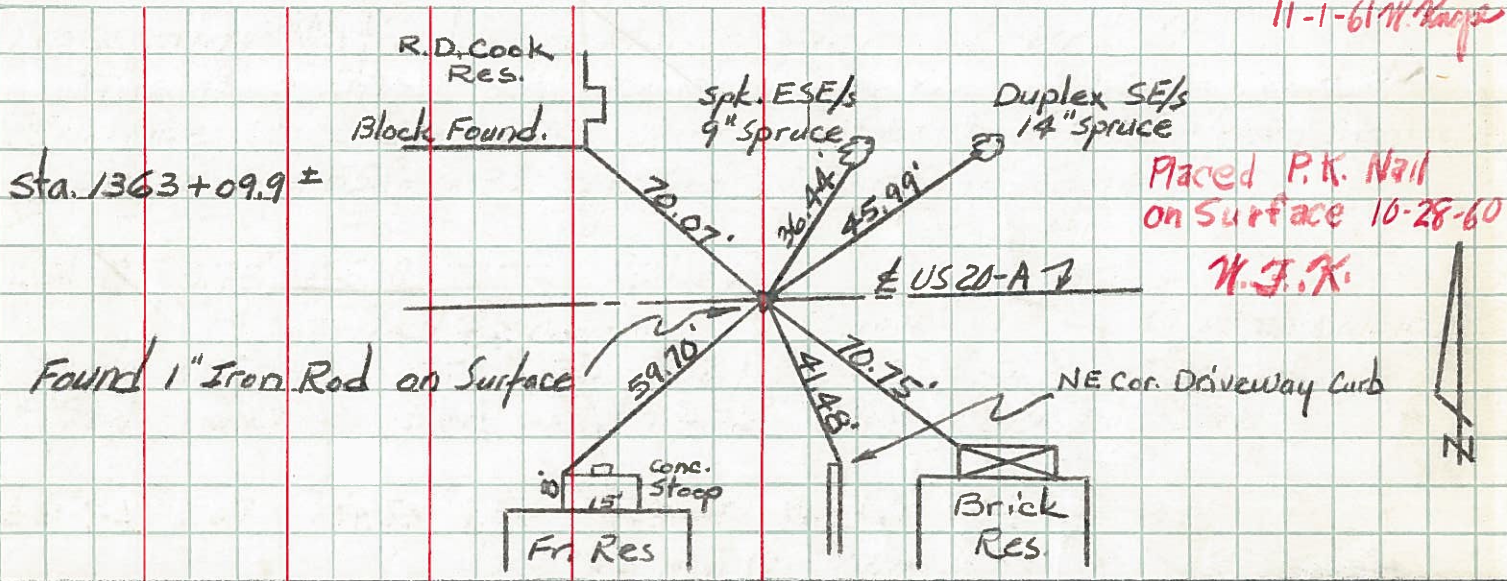 11-1-61 W.
R.D. Cook
Res.
Block Found.
Spk. ESE/s
9" Spruce
Duplex SE/s
14" Spruce
Sta. 1363+09.9 ±
Placed P.K. Nail
on Surface 10-28-60
W.F.K.
70.07'
36.44'
45.99'
℄ US 20-A
Found 1" Iron Rod on Surface
59.70'
41.48'
70.75'
NE Cor. Driveway Curb
N
8'
Conc.
Stoop
15'
Fr. Res
Brick
Res.